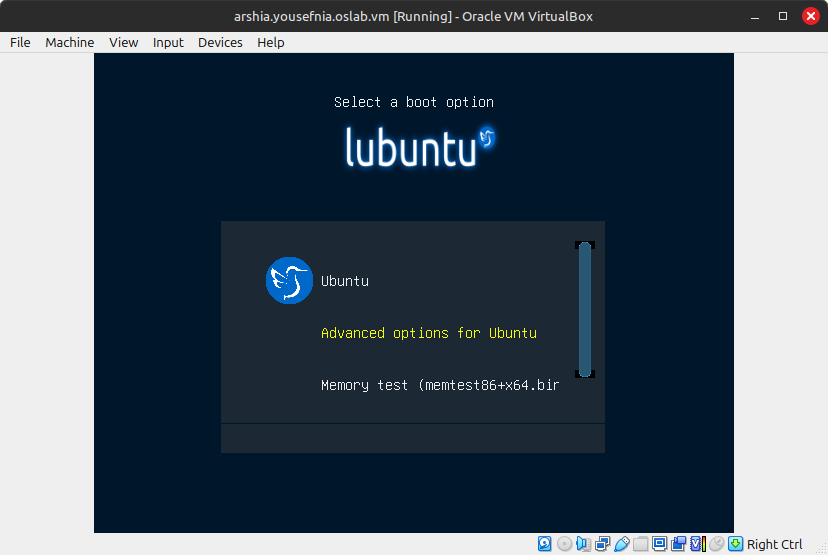 arshia.yousefnia.oslab.vm [Running] - Oracle VM VirtualBox
File Machine View Input Devices Help
Select a boot option
lubuntu
Ubuntu
Advanced options for Ubuntu
Memory test (memtest86+x64.bin
Right Ctrl